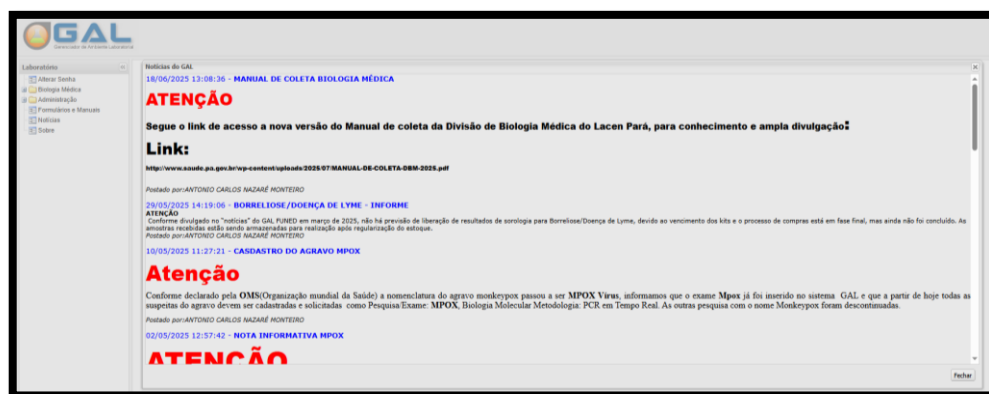 GAL
Gerenciador de Ambiente Laboratorial
Laboratório
Alterar Senha
Biologia Médica
Administração
Formulários e Manuais
Notícias
Sobre
Notícias do GAL
18/06/2025 13:08:36 - MANUAL DE COLETA BIOLOGIA MÉDICA
ATENÇÃO
Segue o link de acesso a nova versão do Manual de coleta da Divisão de Biologia Médica do Lacen Pará, para conhecimento e ampla divulgação:
Link:
http://www.saude.pa.gov.br/wp-content/uploads/2025/07/MANUAL-DE-COLETA-DBM-2025.pdf
Postado por:ANTONIO CARLOS NAZARÉ MONTEIRO
29/05/2025 14:19:06 - BORRELIOSE/DOENÇA DE LYME - INFORME
ATENÇÃO
Conforme divulgado no "notícias" do GAL FUNED em março de 2025, não há previsão de liberação de resultados de sorologia para Borreliose/Doença de Lyme, devido ao vencimento dos kits e o processo de compras está em fase final, mas ainda não foi concluído. As
amostras recebidas estão sendo armazenadas para realização após regularização do estoque.
Postado por:ANTONIO CARLOS NAZARÉ MONTEIRO
10/05/2025 11:27:21 - CASDASTRO DO AGRAVO MPOX
Atenção
Conforme declarado pela OMS(Organização mundial da Saúde) a nomenclatura do agravo monkeypox passou a ser MPOX Vírus, informamos que o exame Mpox já foi inserido no sistema GAL e que a partir de hoje todas as
suspeitas do agravo devem ser cadastradas e solicitadas como Pesquisa/Exame: MPOX, Biologia Molecular Metodologia: PCR em Tempo Real. As outras pesquisa com o nome Monkeypox foram descontinuadas.
Postado por:ANTONIO CARLOS NAZARÉ MONTEIRO
02/05/2025 12:57:42 - NOTA INFORMATIVA MPOX
ATENÇÃO
Fechar